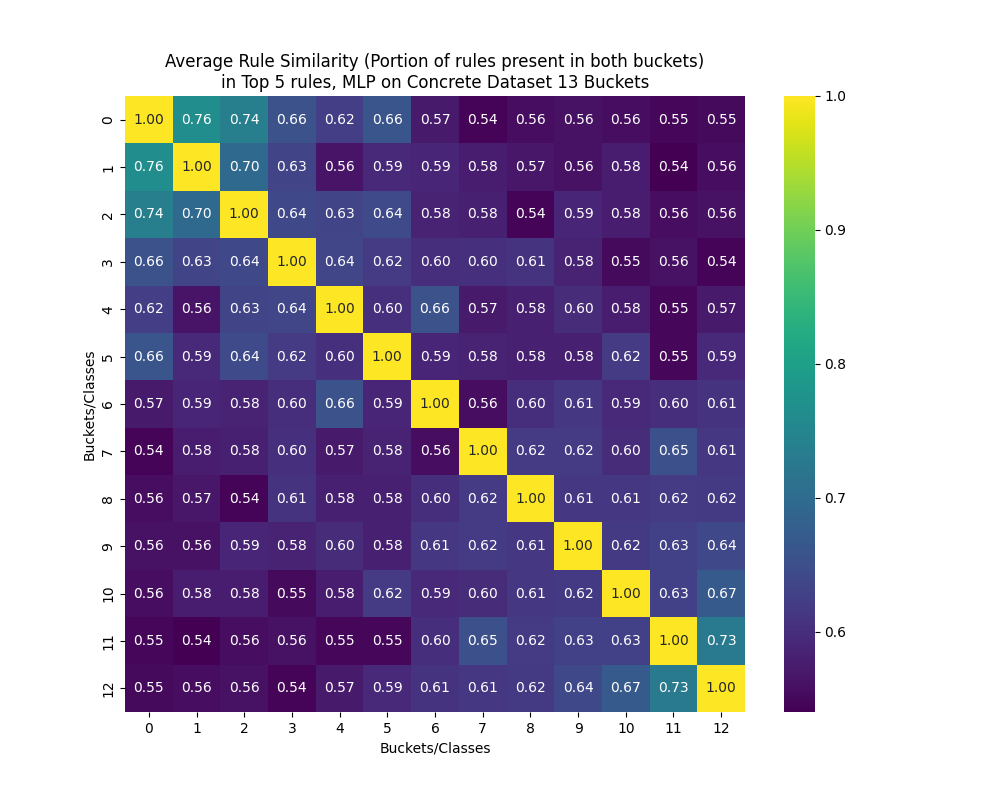 Average Rule Similarity (Portion of rules present in both buckets)
in Top 5 rules, MLP on Concrete Dataset 13 Buckets
Buckets/Classes
0 1.00 0.76 0.74 0.66 0.62 0.66 0.57 0.54 0.56 0.56 0.56 0.55 0.55
1 0.76 1.00 0.70 0.63 0.56 0.59 0.59 0.58 0.57 0.56 0.58 0.54 0.56
2 0.74 0.70 1.00 0.64 0.63 0.64 0.58 0.58 0.54 0.59 0.58 0.56 0.56
3 0.66 0.63 0.64 1.00 0.64 0.62 0.60 0.60 0.61 0.58 0.55 0.56 0.54
4 0.62 0.56 0.63 0.64 1.00 0.60 0.66 0.57 0.58 0.60 0.58 0.55 0.57
5 0.66 0.59 0.64 0.62 0.60 1.00 0.59 0.58 0.58 0.58 0.62 0.55 0.59
6 0.57 0.59 0.58 0.60 0.66 0.59 1.00 0.56 0.60 0.61 0.59 0.60 0.61
7 0.54 0.58 0.58 0.60 0.57 0.58 0.56 1.00 0.62 0.62 0.60 0.65 0.61
8 0.56 0.57 0.54 0.61 0.58 0.58 0.60 0.62 1.00 0.61 0.61 0.62 0.62
9 0.56 0.56 0.59 0.58 0.60 0.58 0.61 0.62 0.61 1.00 0.62 0.63 0.64
10 0.56 0.58 0.58 0.55 0.58 0.62 0.59 0.60 0.61 0.62 1.00 0.63 0.67
11 0.55 0.54 0.56 0.56 0.55 0.55 0.60 0.65 0.62 0.63 0.63 1.00 0.73
12 0.55 0.56 0.56 0.54 0.57 0.59 0.61 0.61 0.62 0.64 0.67 0.73 1.00
0 1 2 3 4 5 6 7 8 9 10 11 12
Buckets/Classes
1.0
0.9
0.8
0.7
0.6